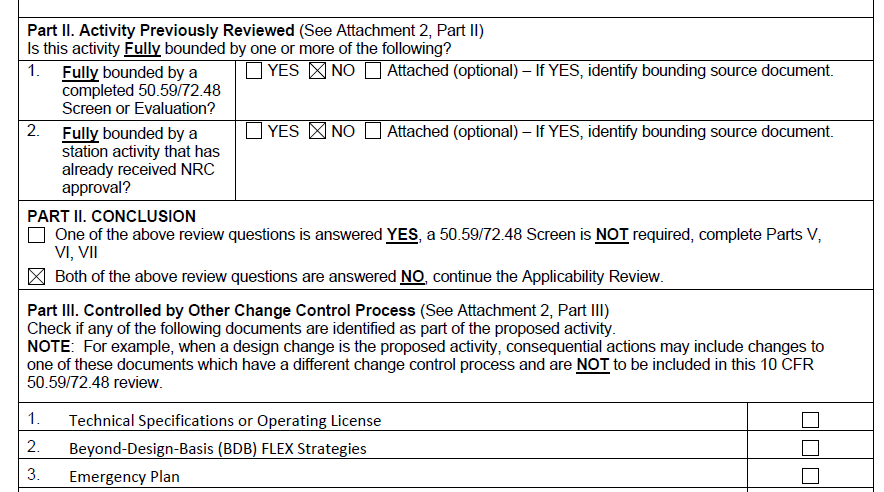 Part II. Activity Previously Reviewed (See Attachment 2, Part II)
Is this activity Fully bounded by one or more of the following?
1. Fully bounded by a ☐ YES ☒ NO ☐ Attached (optional) – If YES, identify bounding source document.
completed 50.59/72.48
Screen or Evaluation?
2. Fully bounded by a ☐ YES ☒ NO ☐ Attached (optional) – If YES, identify bounding source document.
station activity that has
already received NRC
approval?
PART II. CONCLUSION
☐ One of the above review questions is answered YES, a 50.59/72.48 Screen is NOT required, complete Parts V,
VI, VII
☒ Both of the above review questions are answered NO, continue the Applicability Review.
Part III. Controlled by Other Change Control Process (See Attachment 2, Part III)
Check if any of the following documents are identified as part of the proposed activity.
NOTE: For example, when a design change is the proposed activity, consequential actions may include changes to
one of these documents which have a different change control process and are NOT to be included in this 10 CFR
50.59/72.48 review.
1. Technical Specifications or Operating License ☐
2. Beyond-Design-Basis (BDB) FLEX Strategies ☐
3. Emergency Plan ☐